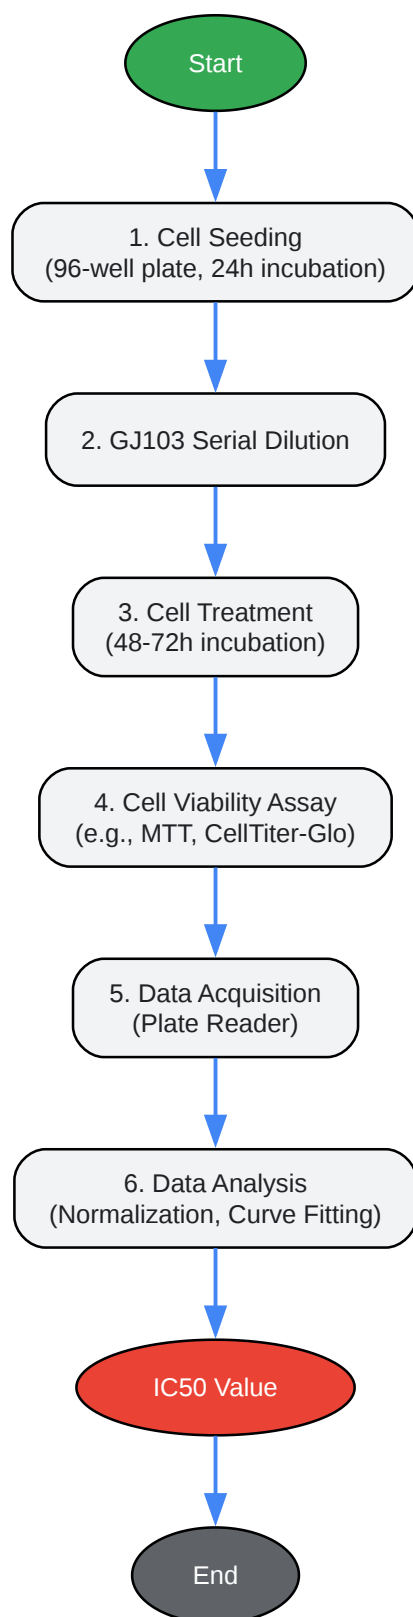 Start
1. Cell Seeding
(96-well plate, 24h incubation)
2. GJ103 Serial Dilution
3. Cell Treatment
(48-72h incubation)
4. Cell Viability Assay
(e.g., MTT, CellTiter-Glo)
5. Data Acquisition
(Plate Reader)
6. Data Analysis
(Normalization, Curve Fitting)
IC50 Value
End